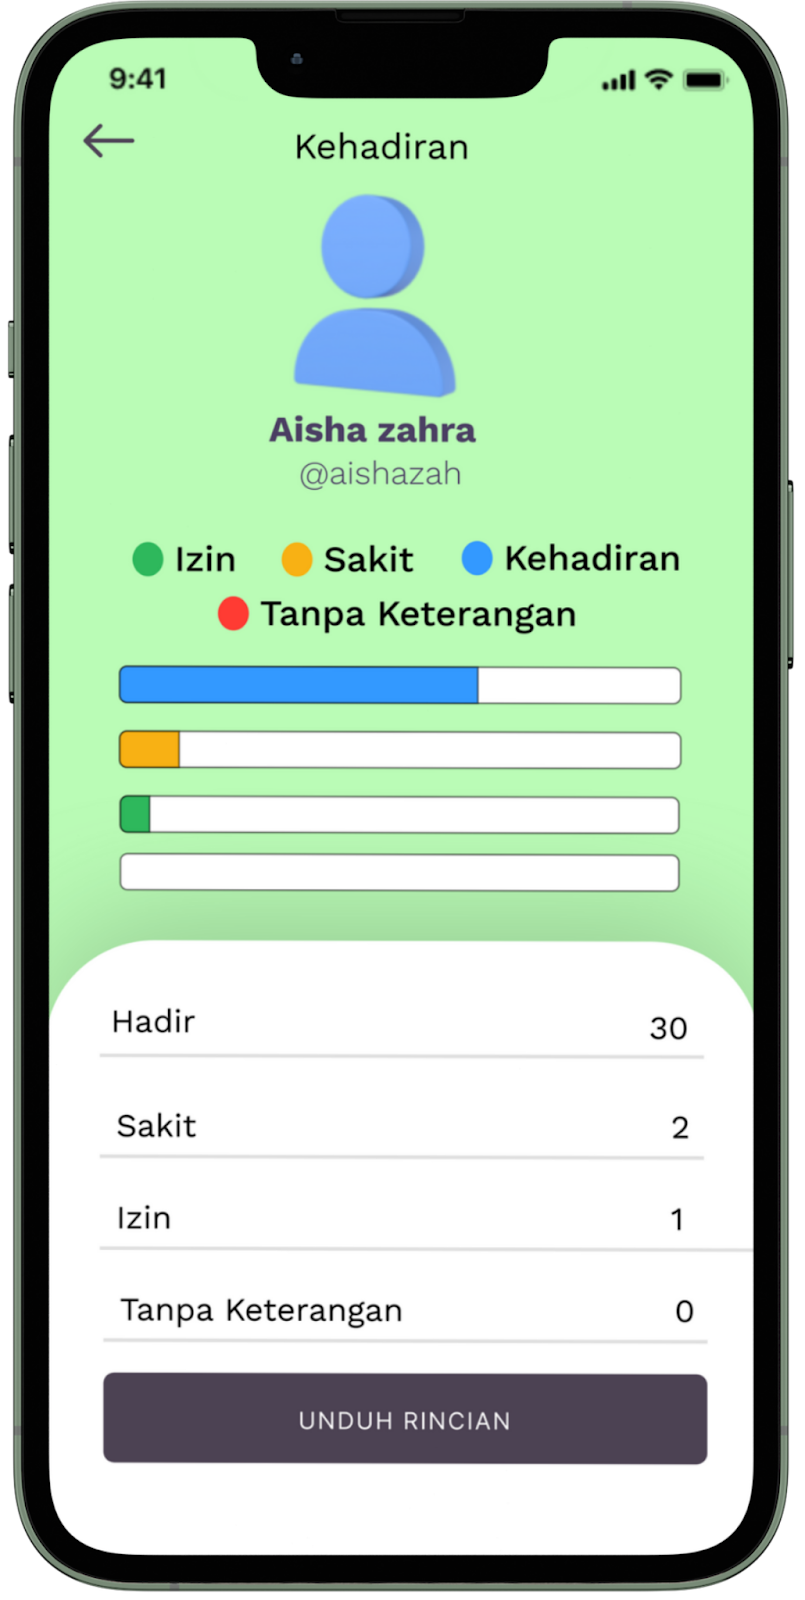 9:41
Kehadiran
Aisha zahra
@aishazah
Izin Sakit Kehadiran
Tanpa Keterangan
Hadir 30
Sakit 2
Izin 1
Tanpa Keterangan 0
UNDUH RINCIAN